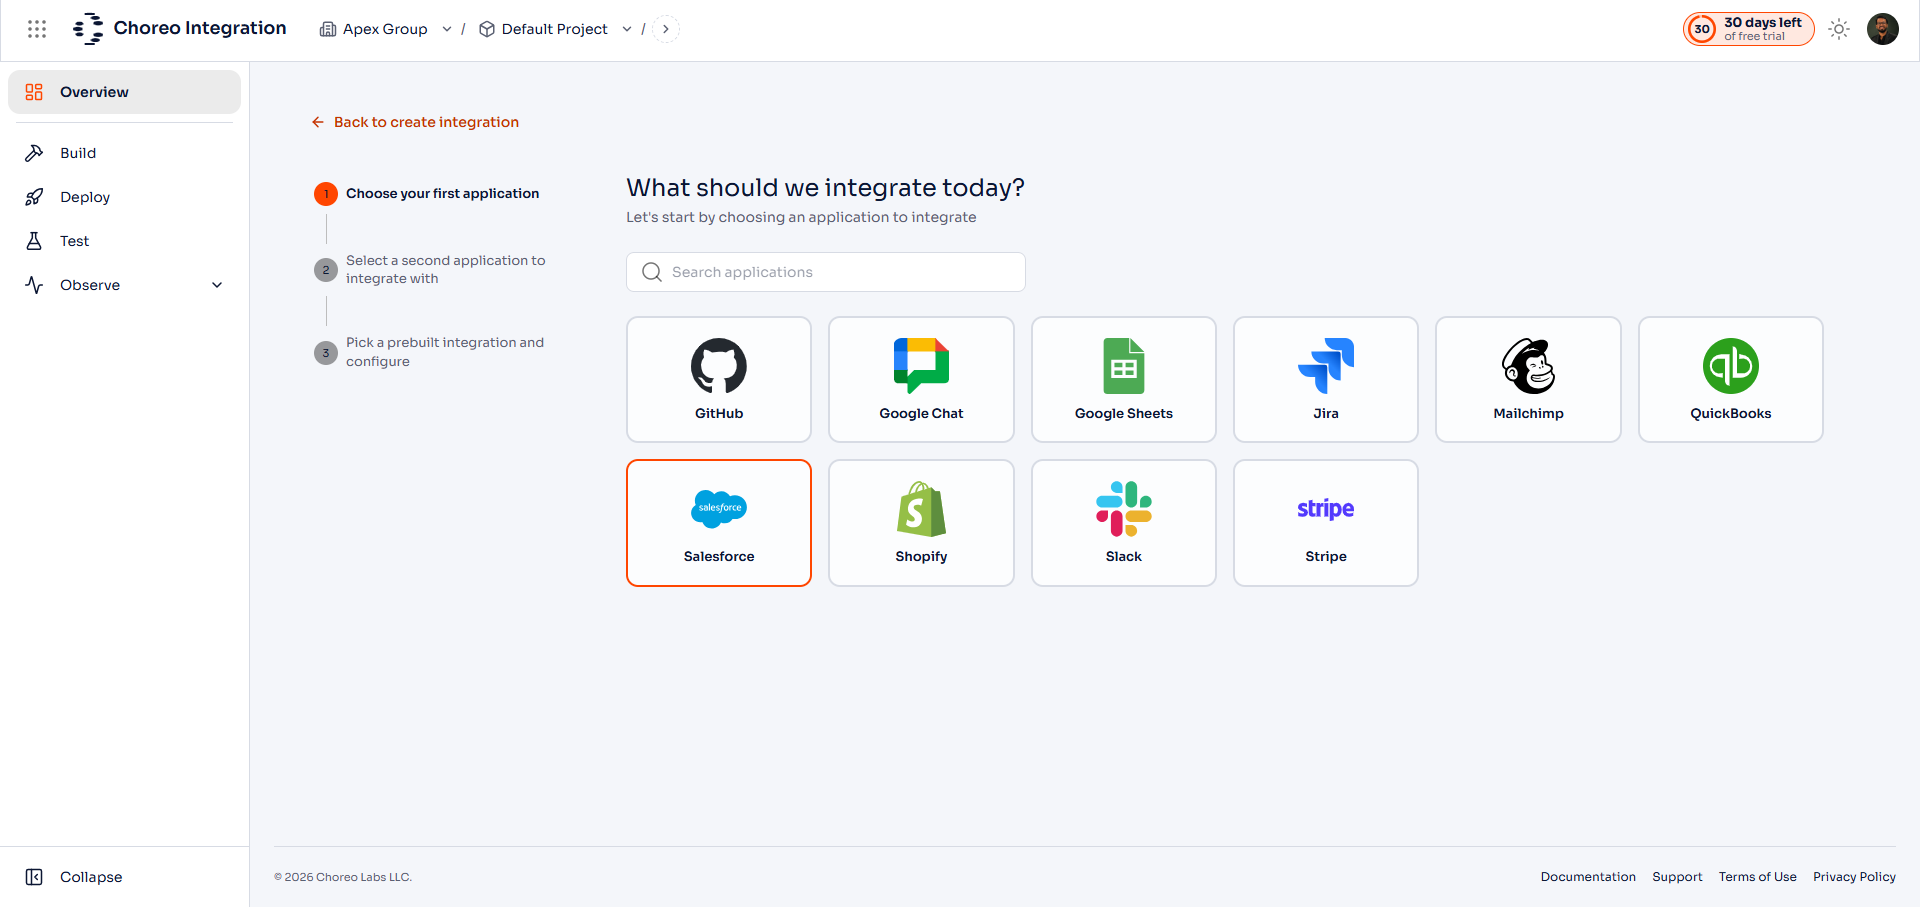 Choreo Integration
Apex Group
/
Default Project
/
30
30 days left
of free trial
Overview
Build
Deploy
Test
Observe
Collapse
Back to create integration
1
Choose your first application
2
Select a second application to
integrate with
3
Pick a prebuilt integration and
configure
What should we integrate today?
Let's start by choosing an application to integrate
Search applications
GitHub
Google Chat
Google Sheets
Jira
Mailchimp
qb
QuickBooks
salesforce
Salesforce
S
Shopify
Slack
stripe
Stripe
© 2026 Choreo Labs LLC.
Documentation
Support
Terms of Use
Privacy Policy